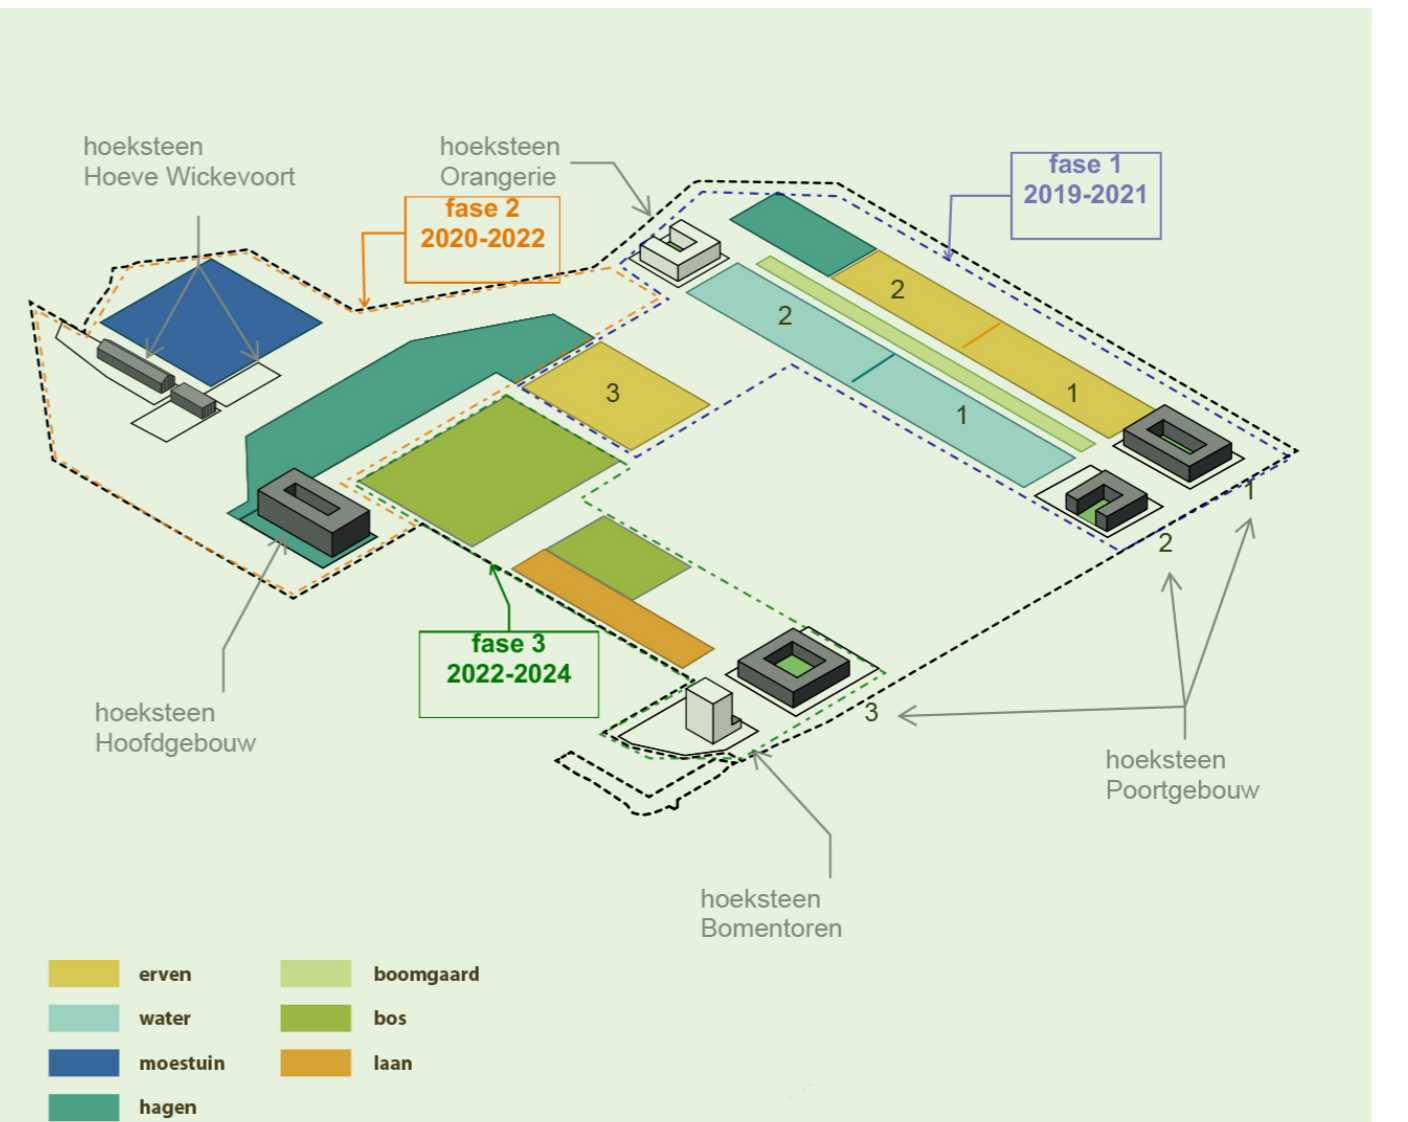 hoeksteen
Hoeve Wickevoort
hoeksteen
Orangerie
fase 1
2019-2021
fase 2
2020-2022
2
2
1
3
1
1
2
fase 3
2022-2024
3
hoeksteen
Hoofdgebouw
hoeksteen
Poortgebouw
hoeksteen
Bomentoren
erven
water
moestuin
hagen
boomgaard
bos
laan